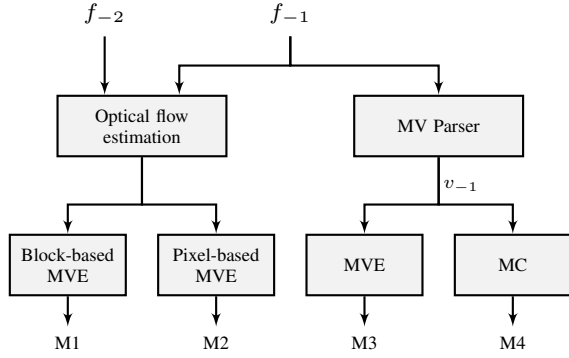 f₋₂ f₋₁
Optical flow
estimation
MV Parser
v₋₁
Block-based
MVE
Pixel-based
MVE
MVE
MC
M1 M2 M3 M4